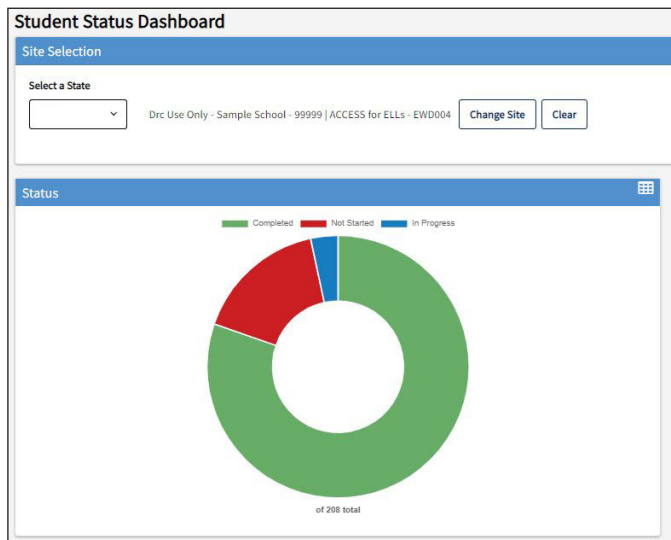 Student Status Dashboard
Site Selection
Select a State
Drc Use Only - Sample School - 99999 | ACCESS for ELLs - EWD004 Change Site Clear
Status
Completed Not Started In Progress
of 208 total